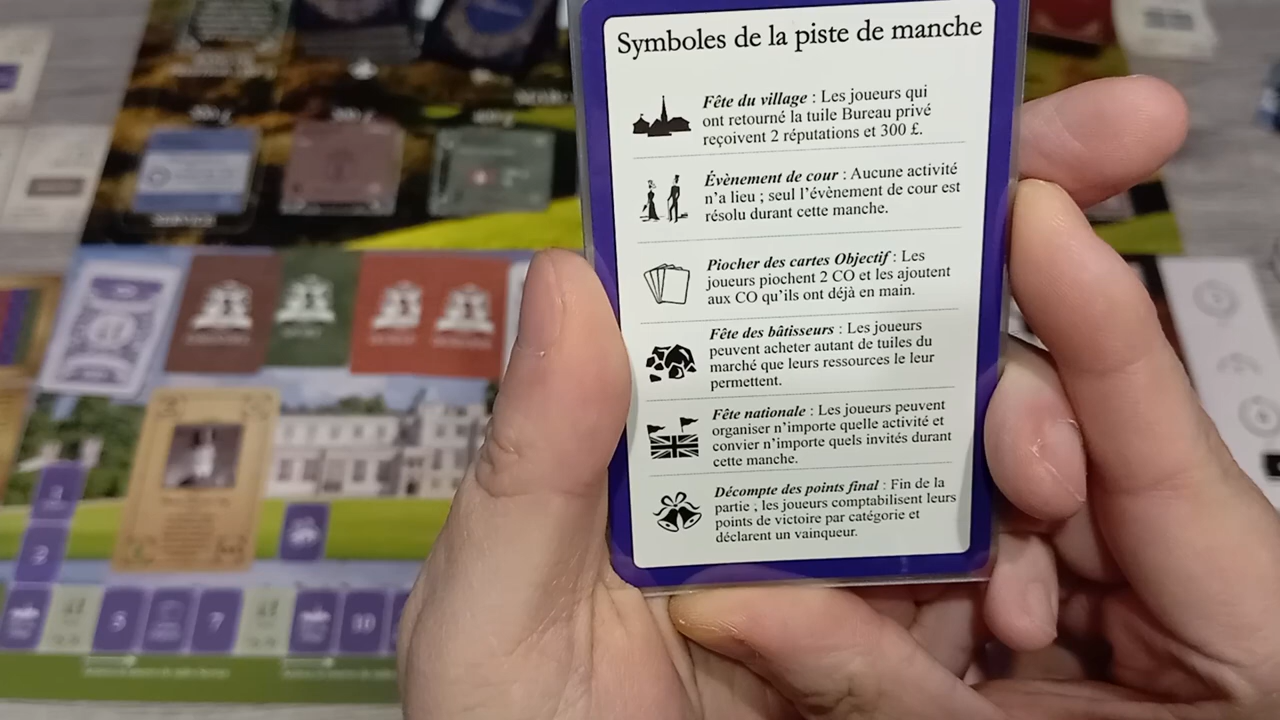 Symboles de la piste de manche
Fête du village : Les joueurs qui
ont retourné la tuile Bureau privé
reçoivent 2 réputations et 300 £.
Évènement de cour : Aucune activité
n'a lieu ; seul l'évènement de cour est
résolu durant cette manche.
Piocher des cartes Objectif : Les
joueurs piochent 2 CO et les ajoutent
aux CO qu'ils ont déjà en main.
Fête des bâtisseurs : Les joueurs
peuvent acheter autant de tuiles du
marché que leurs ressources le leur
permettent.
Fête nationale : Les joueurs peuvent
organiser n'importe quelle activité et
convier n'importe quels invités durant
cette manche.
Décompte des points final : Fin de la
partie ; les joueurs comptabilisent leurs
points de victoire par catégorie et
déclarent un vainqueur.
5
7
10